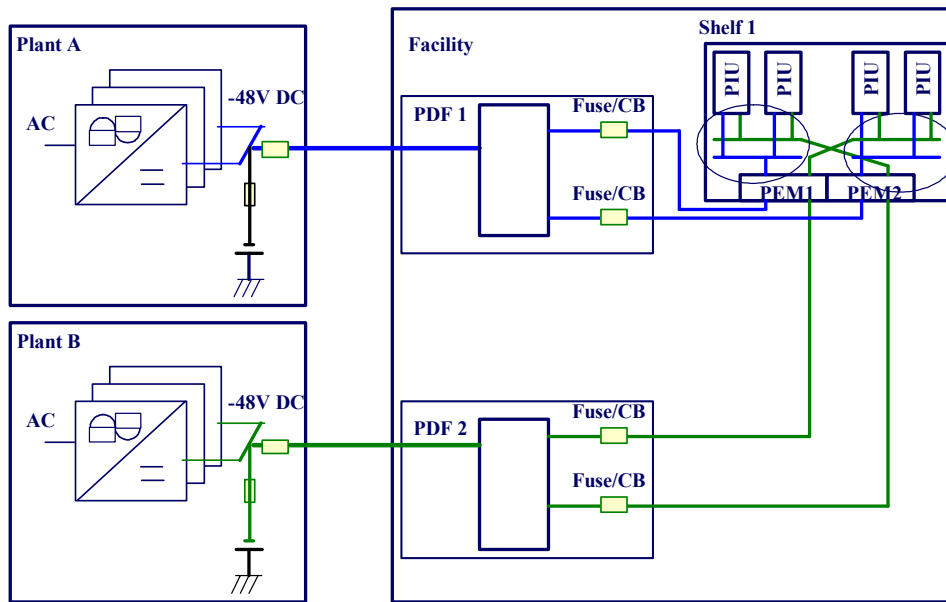 Plant A
-48V DC
AC
Facility
Shelf 1
PIU
PIU
PIU
PIU
PEM1
PEM2
PDF 1
Fuse/CB
Fuse/CB
Plant B
-48V DC
AC
PDF 2
Fuse/CB
Fuse/CB